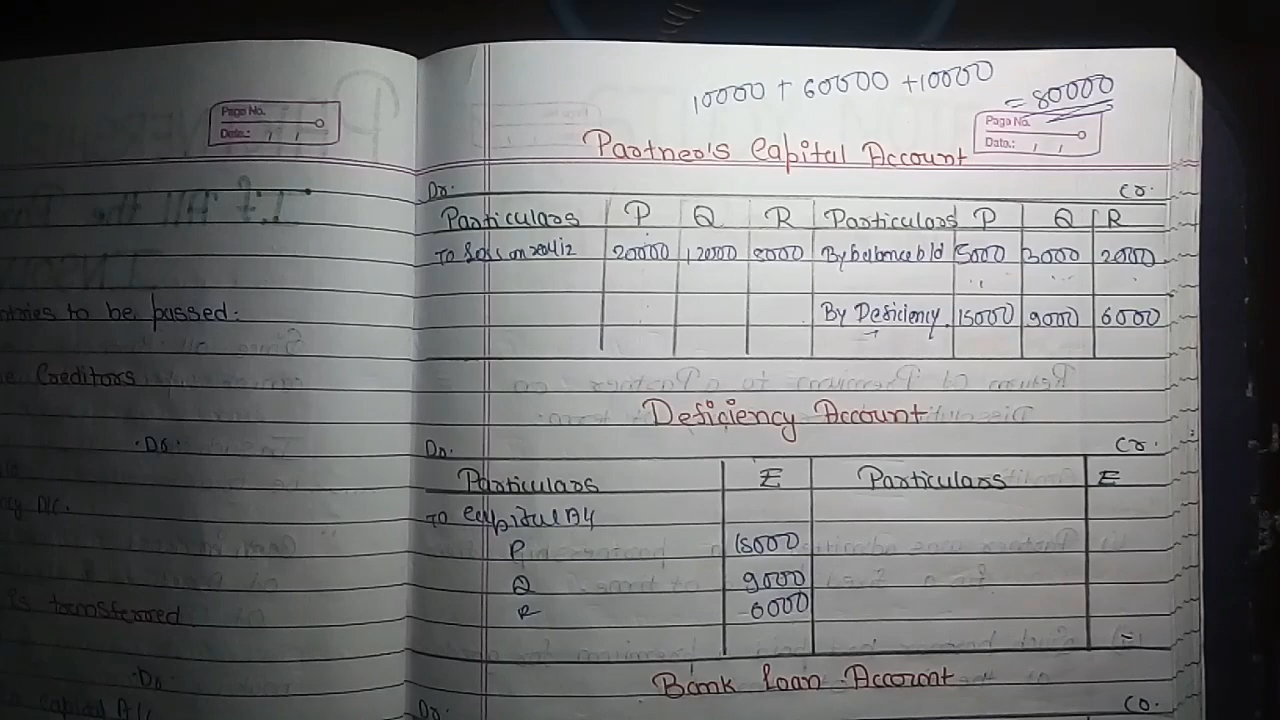 10000 + 60000 + 10000
= 80000
Page No.
Date.: / /
Page No.
Date.: / /
Partner's Capital Account
Dr. Cr.
Particulars P Q R Particulars P Q R
To Loss on 20000 12000 8000 By balance b/d 5000 3000 2000
By Deficiency 15000 9000 6000
entries to be passed:
Creditors
Deficiency Account
Dr. Dr. Cr.
Particulars Particulars
To capital A/c
P 15000
Q 9000
R 6000
is transferred
Bank Loan Account
Dr. Dr. Cr.
capital A/c